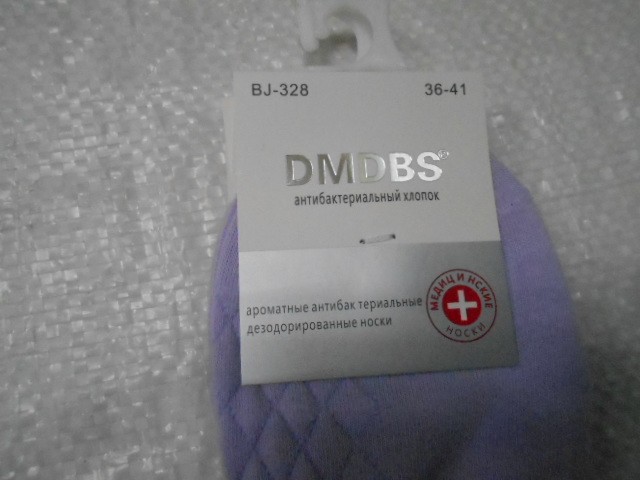 BJ-328 36-41
DMDBS®
антибактериальный хлопок
ароматные антибак териальные
дезодорированные носки
МЕДИЦИНСКИЕ
НОСКИ